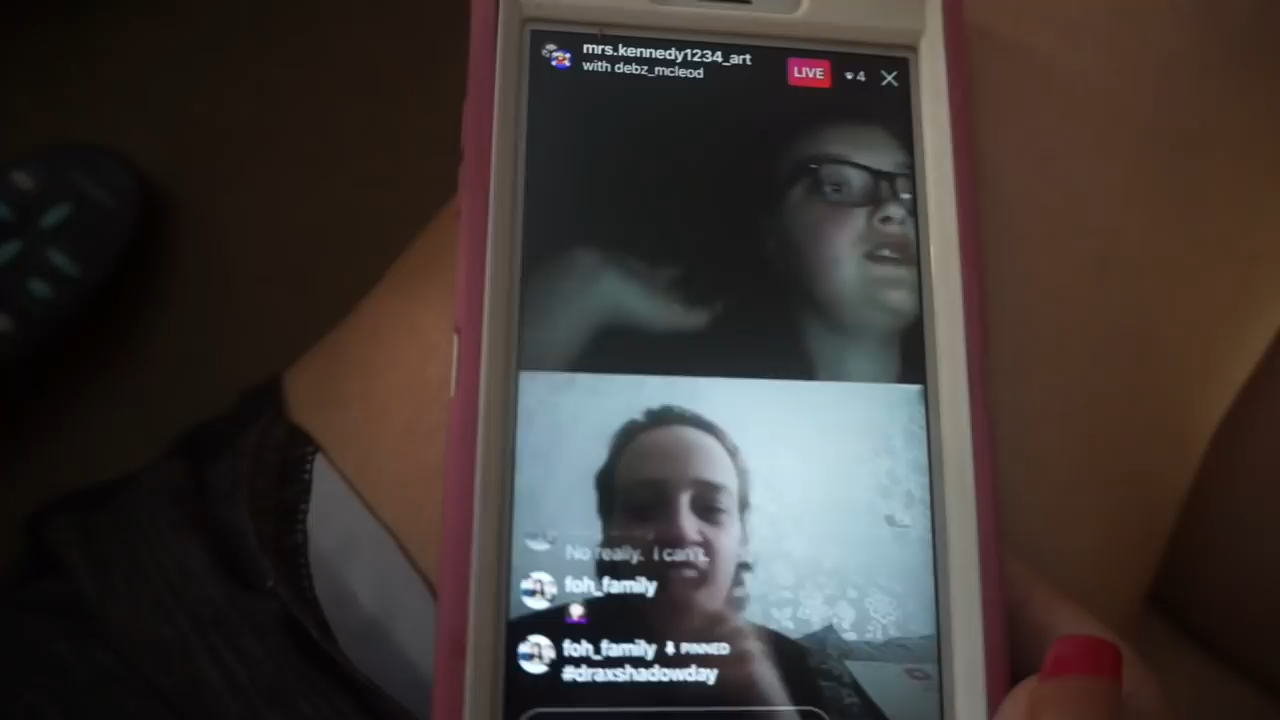 mrs.kennedy1234_art
with debz_mcleod
LIVE
4
No really. I can't.
foh_family
foh_family PINNED
#draxshadowday